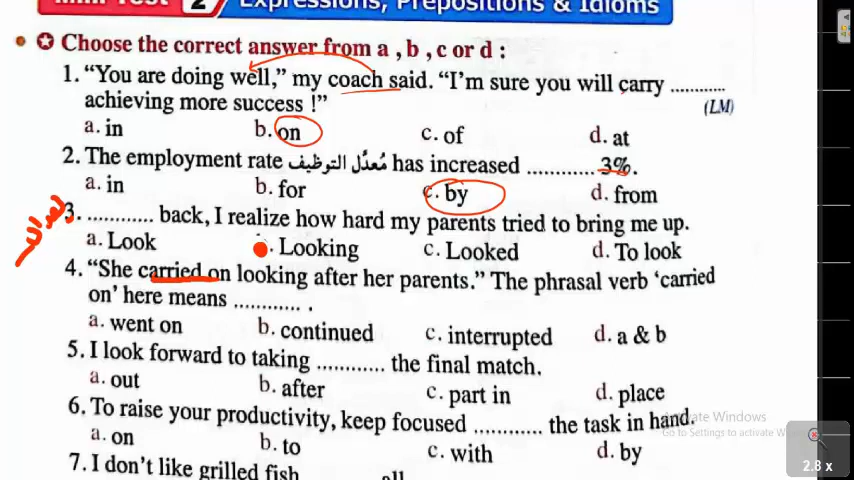 Mini Test 2 Expressions, Prepositions & Idioms
Choose the correct answer from a , b , c or d :
1. “You are doing well,” my coach said. “I’m sure you will carry ............
achieving more success !” (LM)
a. in b. on c. of d. at
2. The employment rate مُعدَّل التوظيف has increased ............ 3%.
a. in b. for c. by d. from
3. ............ back, I realize how hard my parents tried to bring me up.
a. Look . Looking c. Looked d. To look
4. “She carried on looking after her parents.” The phrasal verb ‘carried
on’ here means ............ .
a. went on b. continued c. interrupted d. a & b
5. I look forward to taking ............ the final match.
a. out b. after c. part in d. place
6. To raise your productivity, keep focused ............ the task in hand.
a. on b. to c. with d. by
7. I don’t like grilled fish all
Activate Windows
Go to Settings to activate W
2.8 x